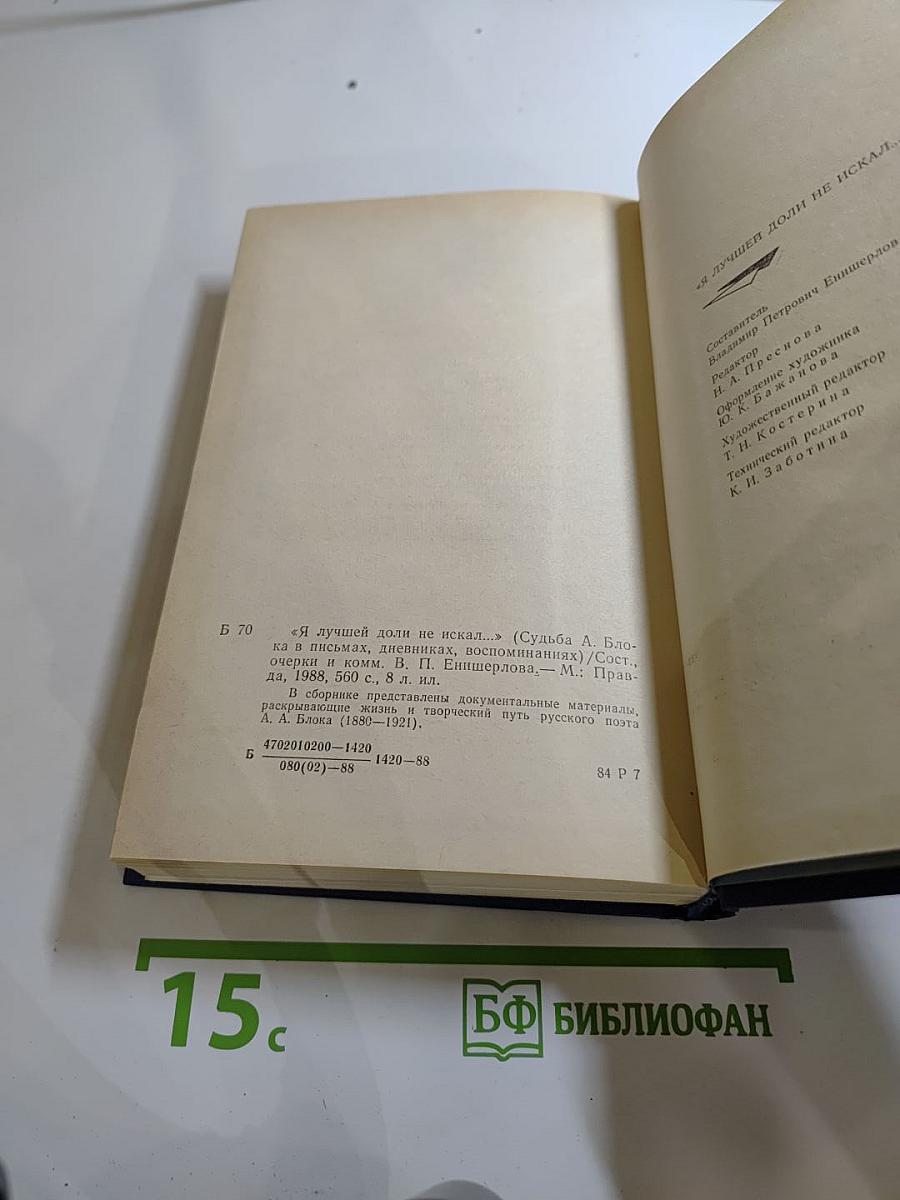 Б 70 «Я лучшей доли не искал...» (Судьба А. Бло-
ка в письмах, дневниках, воспоминаниях)/Сост.,
очерки и комм. В. П. Енишерлова.— М.: Прав-
да, 1988, 560 с., 8 л. ил.
В сборнике представлены документальные материалы,
раскрывающие жизнь и творческий путь русского поэта
А. А. Блока (1880—1921).
Б 4702010200—1420
080(02)—88
1420—88
84 Р 7
«Я ЛУЧШЕЙ ДОЛИ НЕ ИСКАЛ...
Составитель
Владимир Петрович Енишерлов
Редактор
Н. А. Преснова
Оформление художника
Ю. К. Бажанова
Художественный редактор
Т. Н. Костерина
Технический редактор
К. И. Заботина
15 с
БФ БИБЛИОФАН